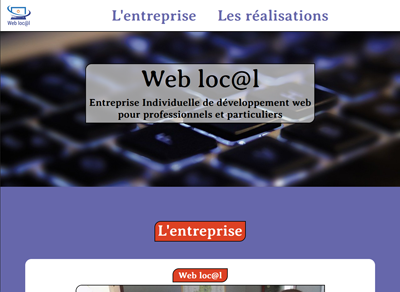 Web loc@l
L'entreprise
Les réalisations
Web loc@l
Entreprise Individuelle de développement web
pour professionnels et particuliers
L'entreprise
Web loc@l